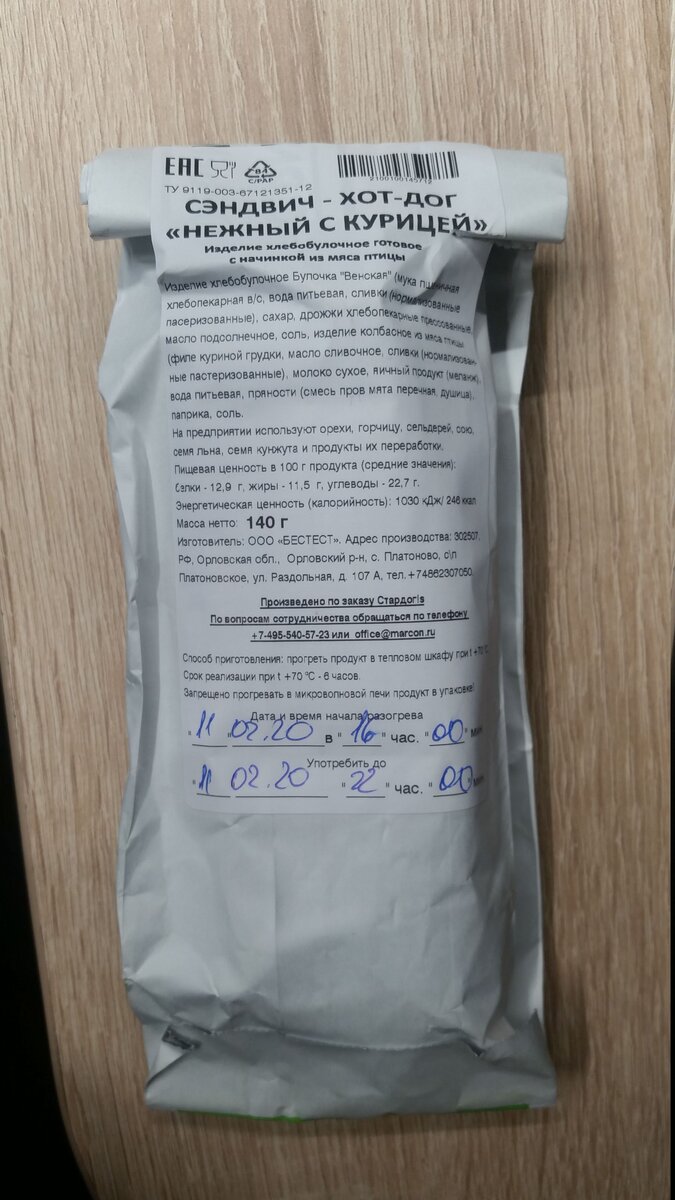 EAC 84 C/PAP
2100100145712
ТУ 9119-003-67121351-12
СЭНДВИЧ - ХОТ-ДОГ
«НЕЖНЫЙ С КУРИЦЕЙ»
Изделие хлебобулочное готовое
с начинкой из мяса птицы
Изделие хлебобулочное Булочка "Венская" (мука пшеничная
хлебопекарная в/с, вода питьевая, сливки (нормализованные
пасеризованные), сахар, дрожжи хлебопекарные прессованные,
масло подсолнечное, соль, изделие колбасное из мяса птицы
(филе куриной грудки, масло сливочное, сливки (нормализован-
ные пастеризованные), молоко сухое, яичный продукт (меланж),
вода питьевая, пряности (смесь пров мята перечная, душица),
паприка, соль.
На предприятии используют орехи, горчицу, сельдерей, сою,
семя льна, семя кунжута и продукты их переработки.
Пищевая ценность в 100 г продукта (средние значения):
белки - 12,9 г, жиры - 11,5 г, углеводы - 22,7 г.
Энергетическая ценность (калорийность): 1030 кДж/ 246 ккал
Масса нетто: 140 г
Изготовитель: ООО «БЕСТЕСТ». Адрес производства: 302507,
РФ, Орловская обл., Орловский р-н, с. Платоново, с\п
Платоновское, ул. Раздольная, д. 107 А, тел.+74862307050
Произведено по заказу Стардог!s
По вопросам сотрудничества обращаться по телефону
+7-495-540-57-23 или office@marcon.ru
Способ приготовления: прогреть продукт в тепловом шкафу при t +70 °С
Срок реализации при t +70 °С - 6 часов.
Запрещено прогревать в микроволновой печи продукт в упаковке!
Дата и время начала разогрева
"11" 02.20 в "16" час. "00" мин
Употребить до
"11" 02.20 "22" час. "00" мин